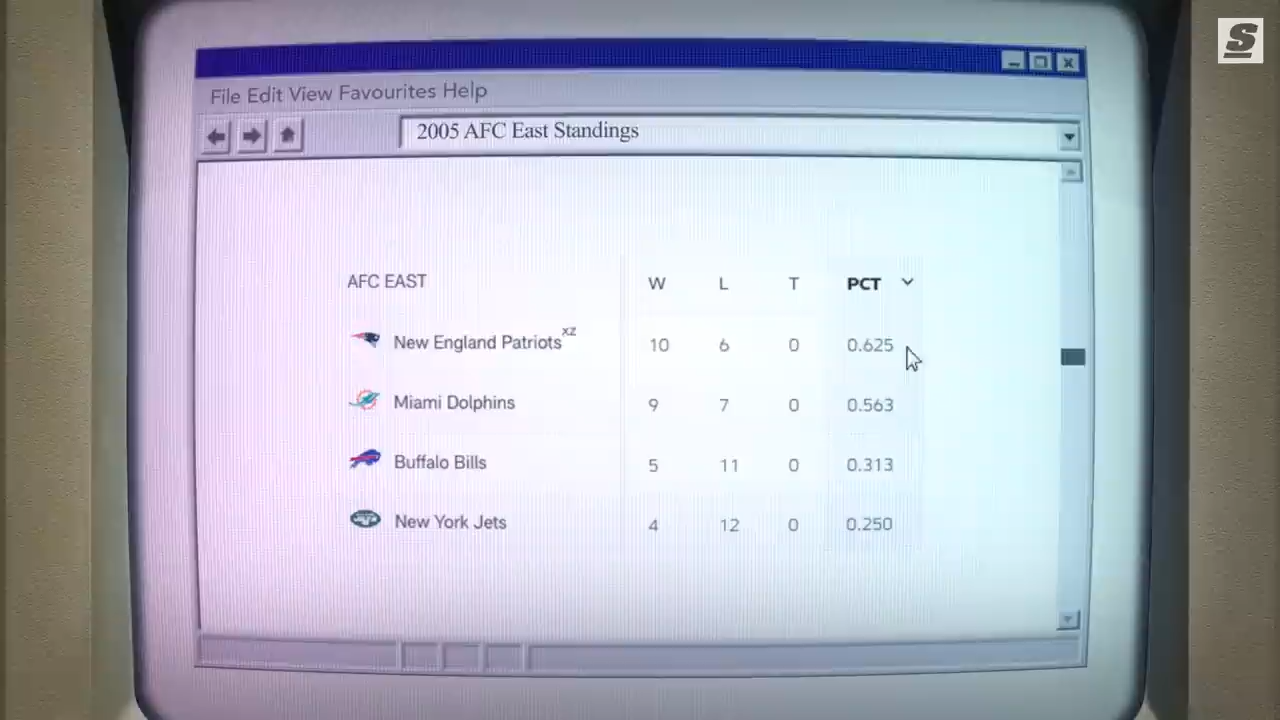 S
File Edit View Favourites Help
2005 AFC East Standings
AFC EAST W L T PCT
New England Patriots xz 10 6 0 0.625
Miami Dolphins 9 7 0 0.563
Buffalo Bills 5 11 0 0.313
New York Jets 4 12 0 0.250